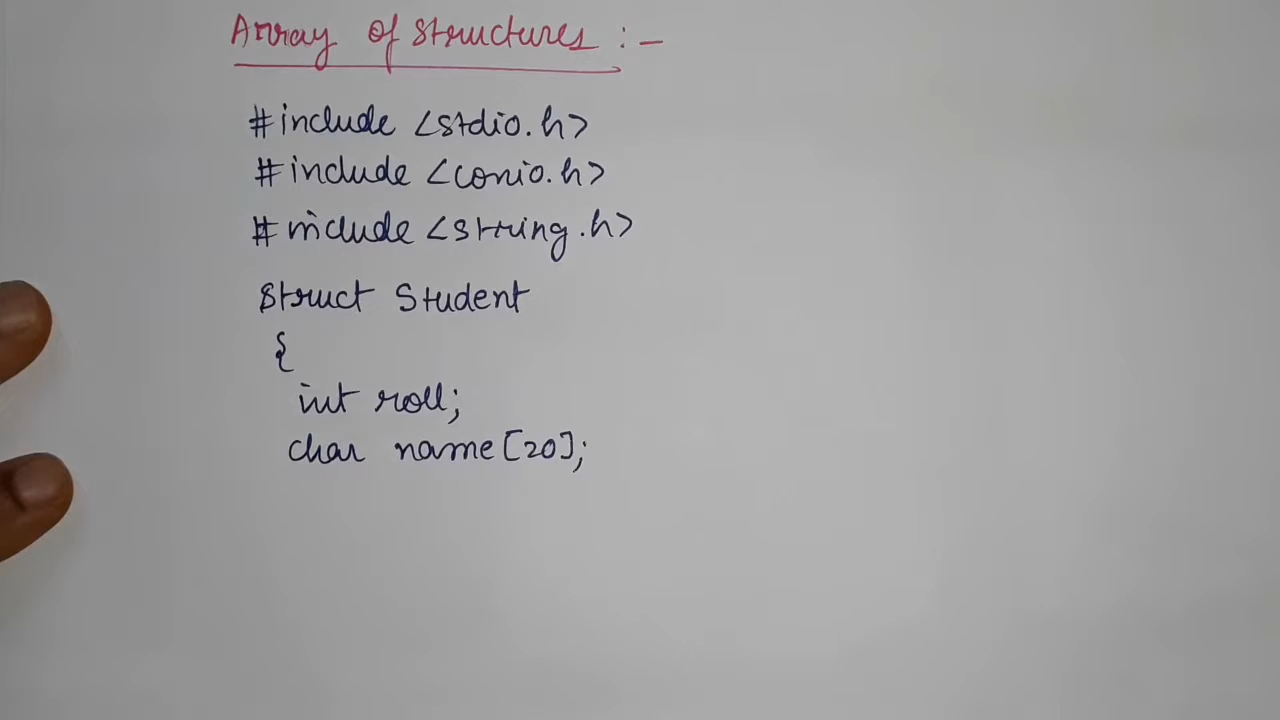 Array of structures :-
#include <stdio.h>
#include <conio.h>
#include <string.h>
Struct Student
{
int roll;
char name[20];